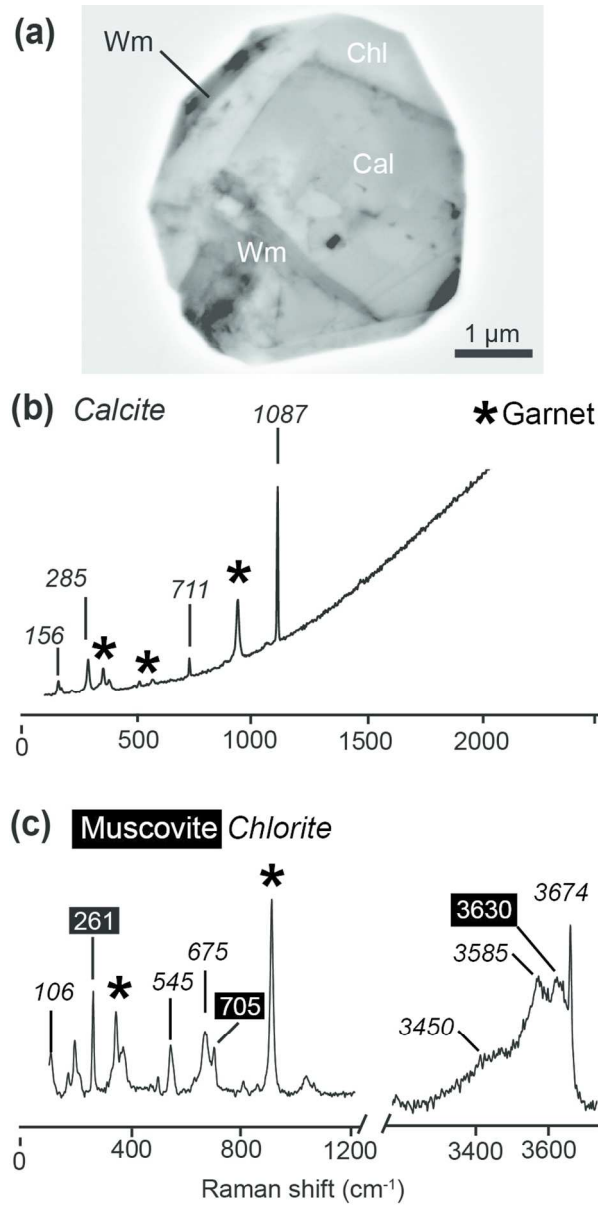 (a)
Wm
Chl
Cal
Wm
1 µm
(b) Calcite
1087
* Garnet
285
156
*
*
711
*
0 500 1000 1500 2000
(c) Muscovite Chlorite
*
261
106
*
545
675
705
3630
3674
3585
3450
0 400 800 1200 3400 3600
Raman shift (cm⁻¹)